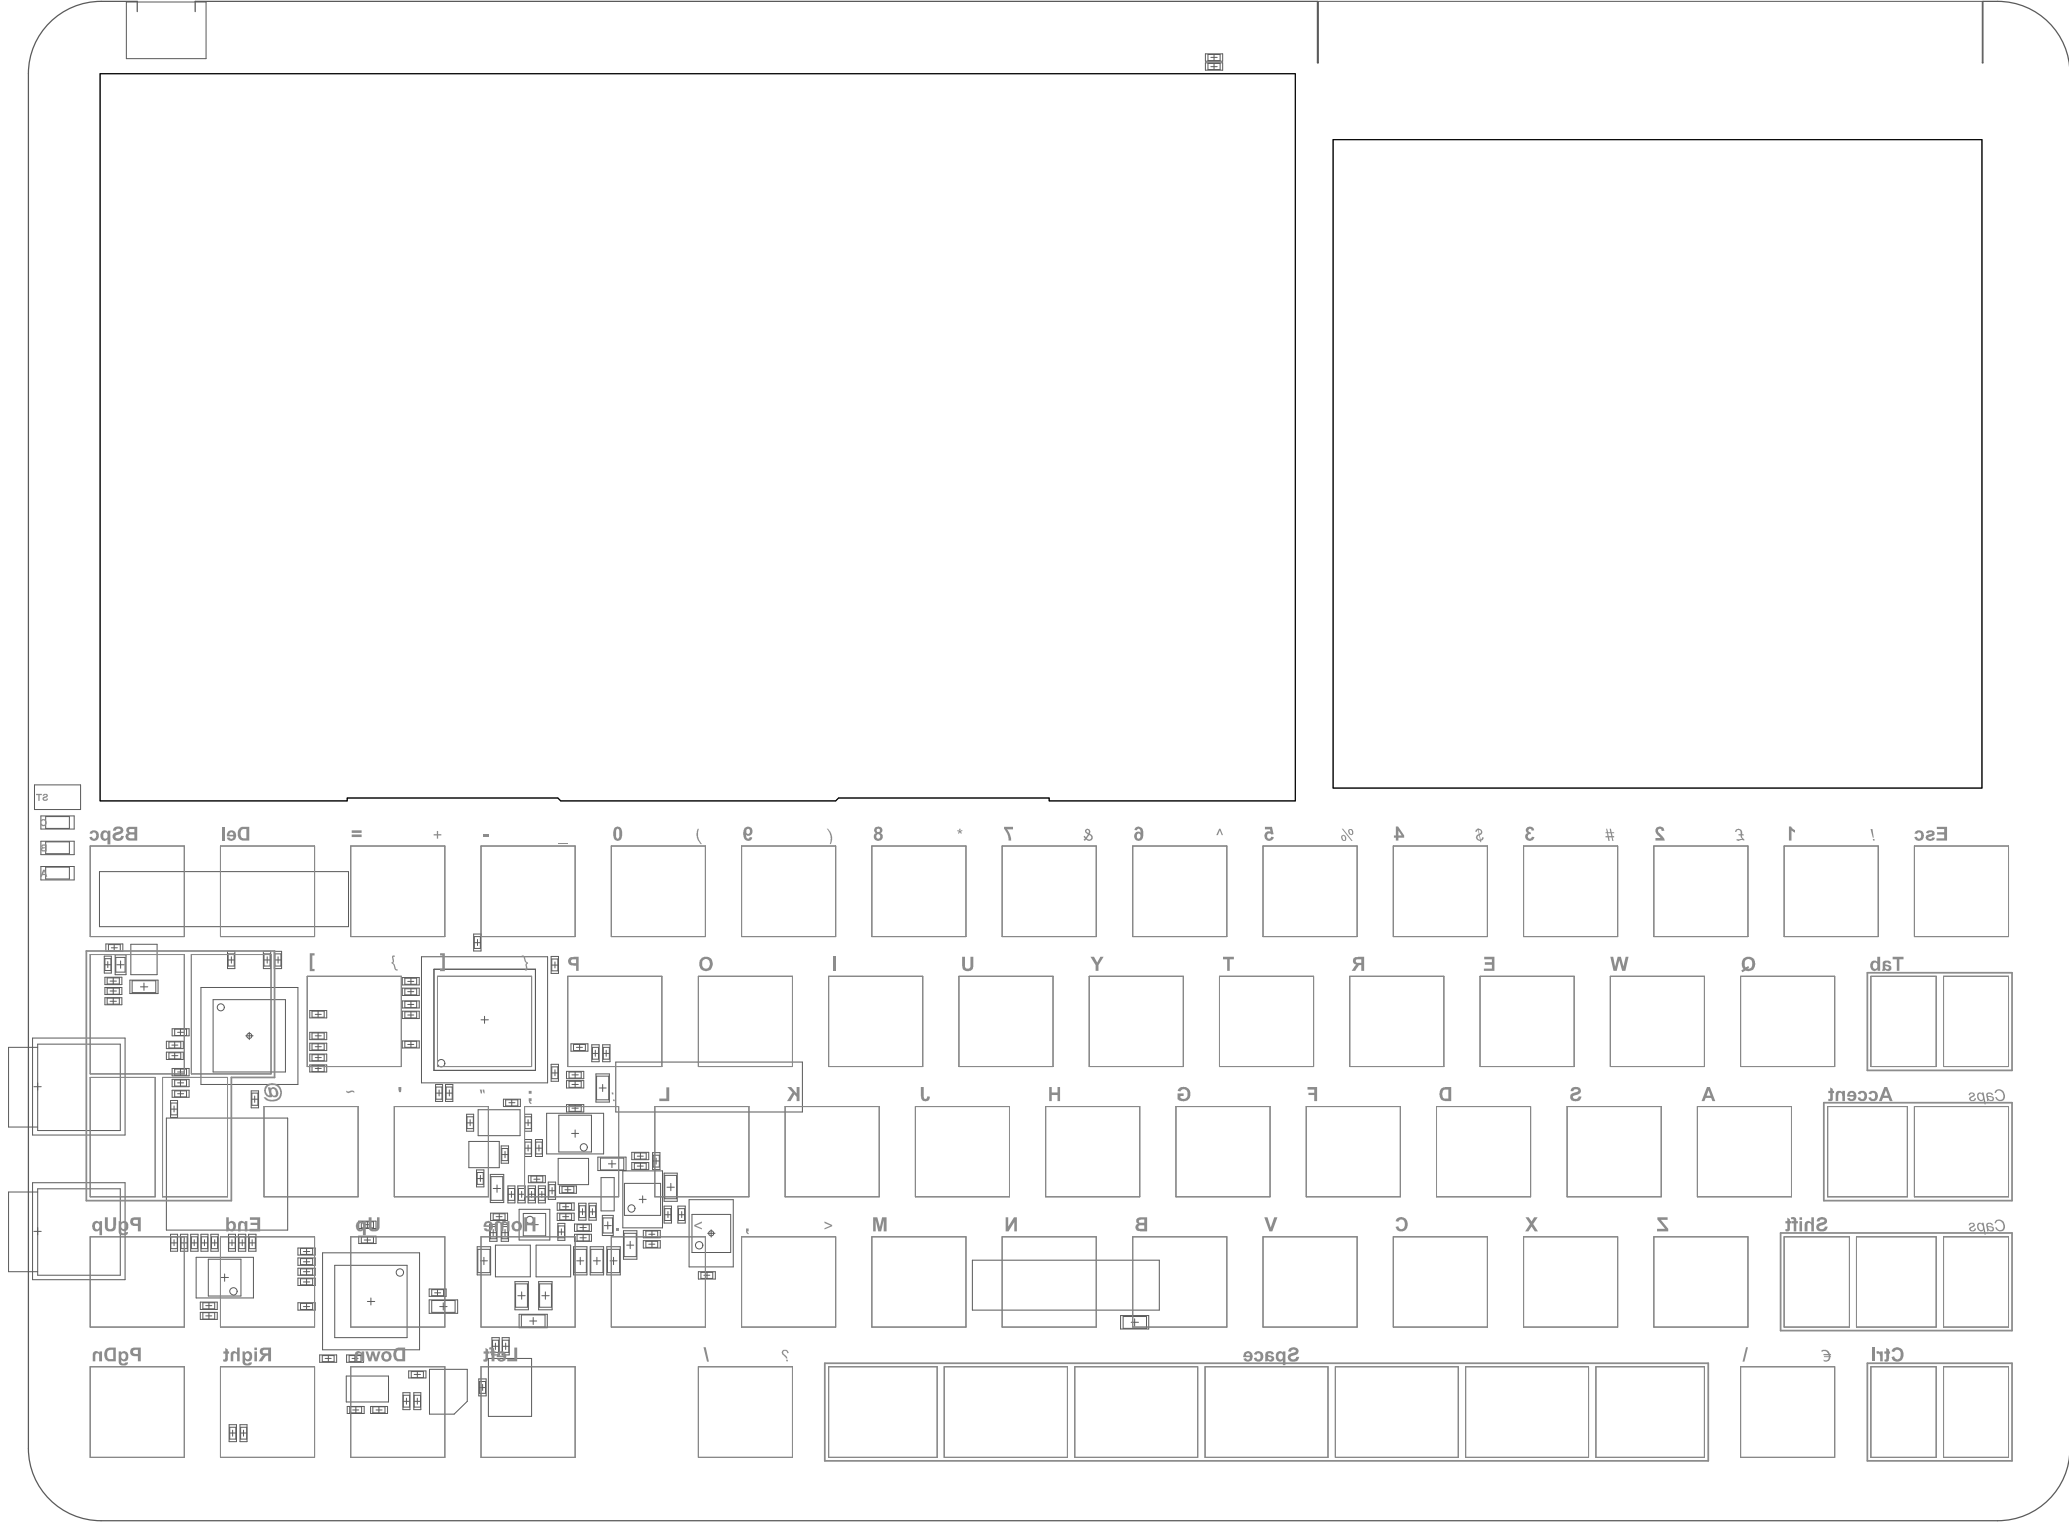 ST
C
B
A
BSpc Del = + - _ 0 ) 9 ( 8 * 7 & 6 ^ 5 % 4 $ 3 # 2 £ 1 ! Esc
] } [ { P O I U Y T R E W Q Tab
@ ~ ' " ; : L K J H G F D S A Accent Caps
PgUp End Up Home . > , < M N B V C X Z Shift Caps
PgDn Right Down Left / ? Space \ € Ctrl